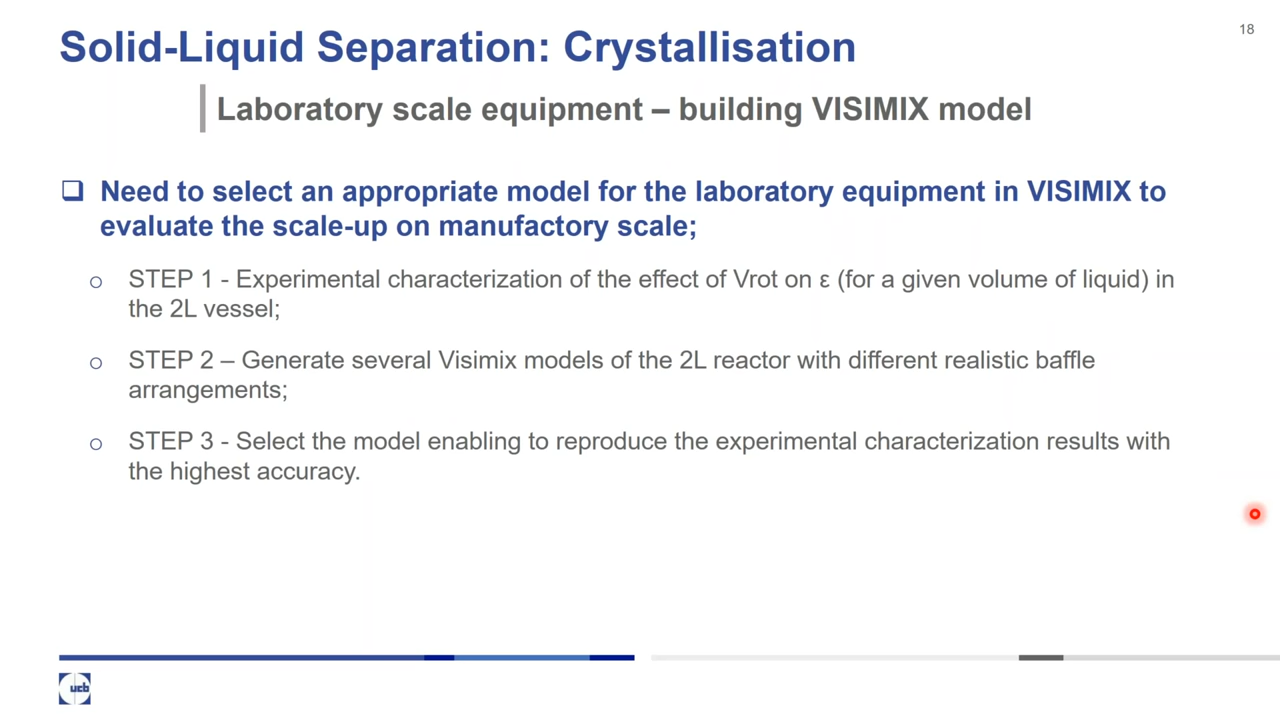 Solid-Liquid Separation: Crystallisation
18
Laboratory scale equipment – building VISIMIX model
Need to select an appropriate model for the laboratory equipment in VISIMIX to
evaluate the scale-up on manufactory scale;
o STEP 1 - Experimental characterization of the effect of Vrot on ε (for a given volume of liquid) in
the 2L vessel;
o STEP 2 – Generate several Visimix models of the 2L reactor with different realistic baffle
arrangements;
o STEP 3 - Select the model enabling to reproduce the experimental characterization results with
the highest accuracy.
ucb